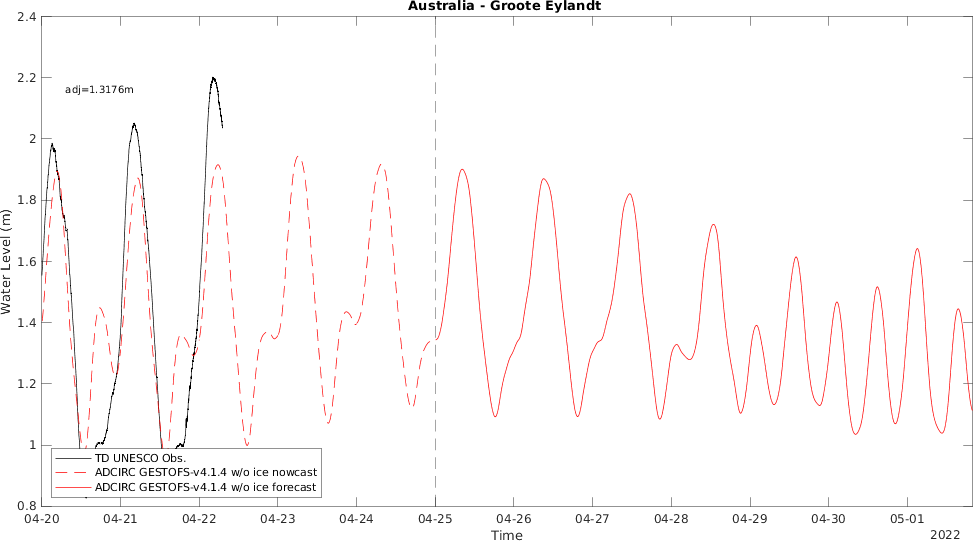 Australia - Groote Eylandt
2.4
2.2
adj=1.3176m
2
1.8
1.6
1.4
1.2
1
0.8
Water Level (m)
TD UNESCO Obs.
ADCIRC GESTOFS-v4.1.4 w/o ice nowcast
ADCIRC GESTOFS-v4.1.4 w/o ice forecast
04-20 04-21 04-22 04-23 04-24 04-25 04-26 04-27 04-28 04-29 04-30 05-01
Time
2022